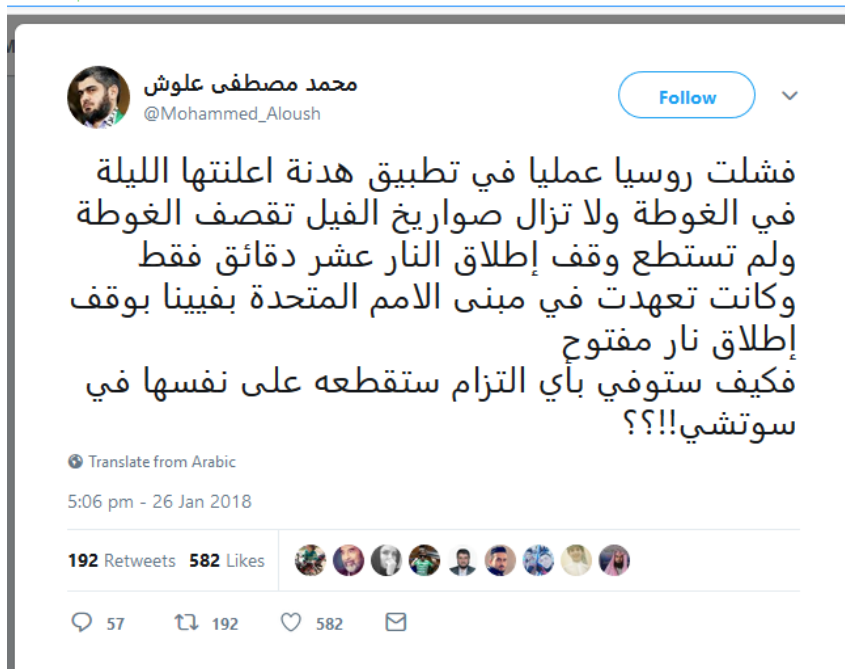 محمد مصطفى علوش
@Mohammed_Aloush
Follow
فشلت روسيا عمليا في تطبيق هدنة اعلنتها الليلة
في الغوطة ولا تزال صواريخ الفيل تقصف الغوطة
ولم تستطع وقف إطلاق النار عشر دقائق فقط
وكانت تعهدت في مبنى الامم المتحدة بفيينا بوقف
إطلاق نار مفتوح
فكيف ستوفي بأي التزام ستقطعه على نفسها في
سوتشي!!؟؟
Translate from Arabic
5:06 pm - 26 Jan 2018
192 Retweets 582 Likes
57 192 582